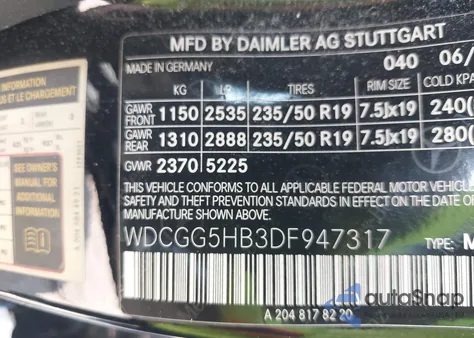 MFD BY DAIMLER AG STUTTGART
MADE IN GERMANY 040 06/
KG LB TIRES RIM SIZE COLD KPA
GAWR FRONT 1150 2535 235/50 R19 7.5Jx19 240
GAWR REAR 1310 2888 235/50 R19 7.5Jx19 280
GVWR 2370 5225
THIS VEHICLE CONFORMS TO ALL APPLICABLE FEDERAL MOTOR VEHICLE
SAFETY AND THEFT PREVENTION STANDARDS IN EFFECT ON THE DATE O
MANUFACTURE SHOWN ABOVE.
WDCGG5HB3DF947317 TYPE: M
A 204 817 82 20
autoSnap
INFORMATION
LE CHARGEMENT
SEE OWNER'S
MANUAL FOR
ADDITIONAL
INFORMATION